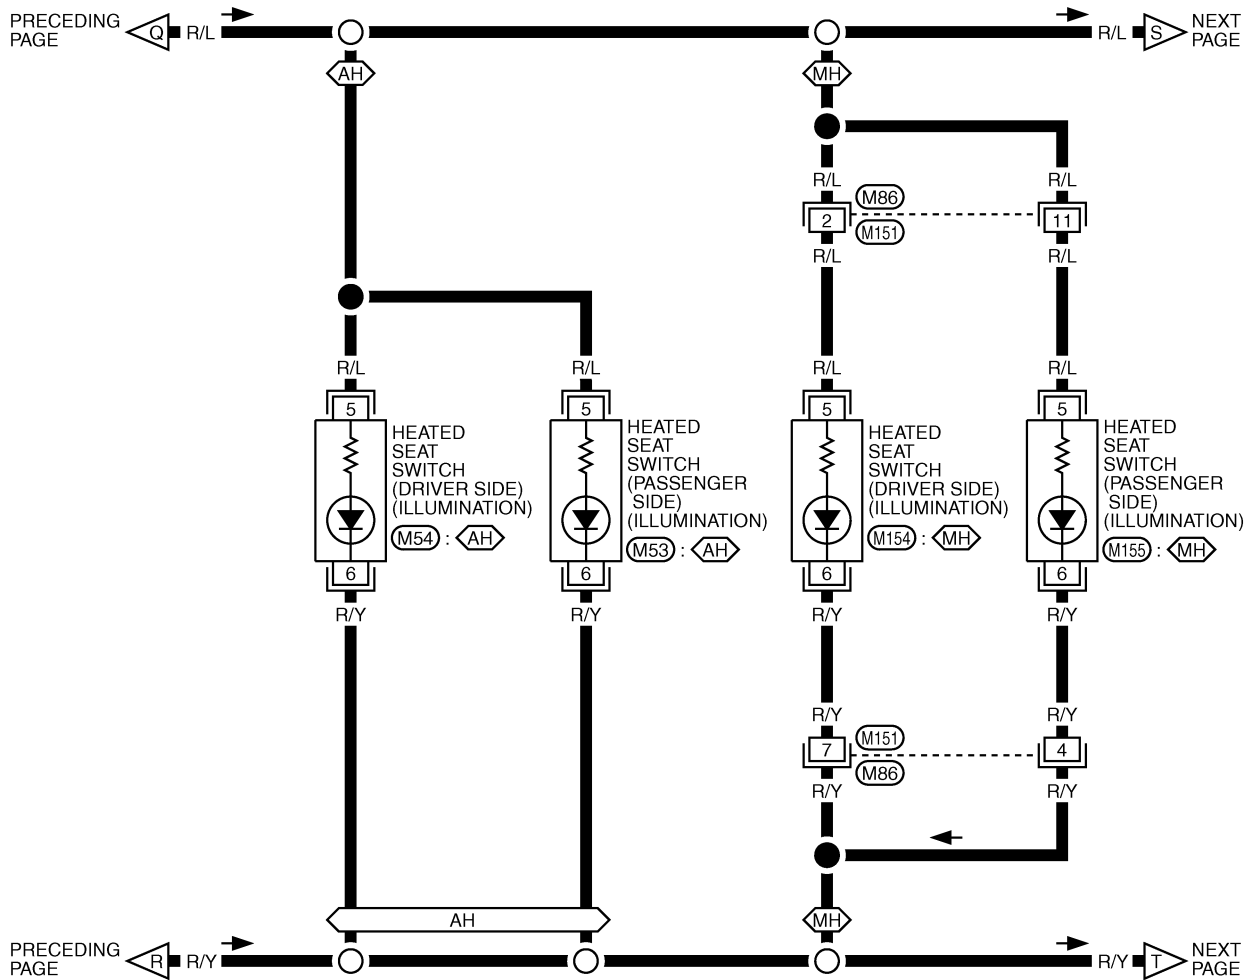 PRECEDING
PAGE
Q
R/L
R/L
S
NEXT
PAGE
AH
MH
R/L
R/L
M86
2
11
M151
R/L
R/L
R/L
R/L
R/L
R/L
5
5
5
5
HEATED
SEAT
SWITCH
(DRIVER SIDE)
(ILLUMINATION)
M54 : AH
HEATED
SEAT
SWITCH
(PASSENGER
SIDE)
(ILLUMINATION)
M53 : AH
HEATED
SEAT
SWITCH
(DRIVER SIDE)
(ILLUMINATION)
M154 : MH
HEATED
SEAT
SWITCH
(PASSENGER
SIDE)
(ILLUMINATION)
M155 : MH
6
6
6
6
R/Y
R/Y
R/Y
R/Y
R/Y
R/Y
M151
7
4
M86
R/Y
R/Y
AH
MH
PRECEDING
PAGE
R
R/Y
R/Y
T
NEXT
PAGE